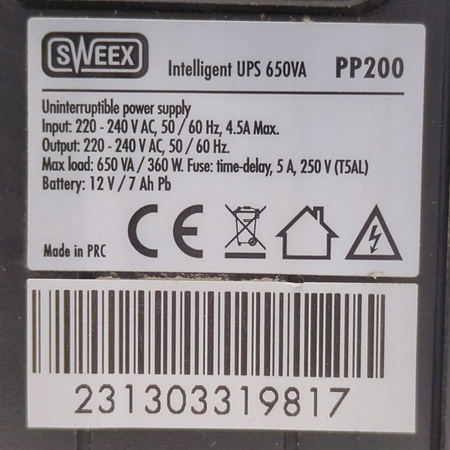 SWEEX Intelligent UPS 650VA PP200
Uninterruptible power supply
Input: 220 - 240 V AC, 50 / 60 Hz, 4.5A Max.
Output: 220 - 240 V AC, 50 / 60 Hz.
Max load: 650 VA / 360 W. Fuse: time-delay, 5 A, 250 V (T5AL)
Battery: 12 V / 7 Ah Pb
Made in PRC CE
231303319817